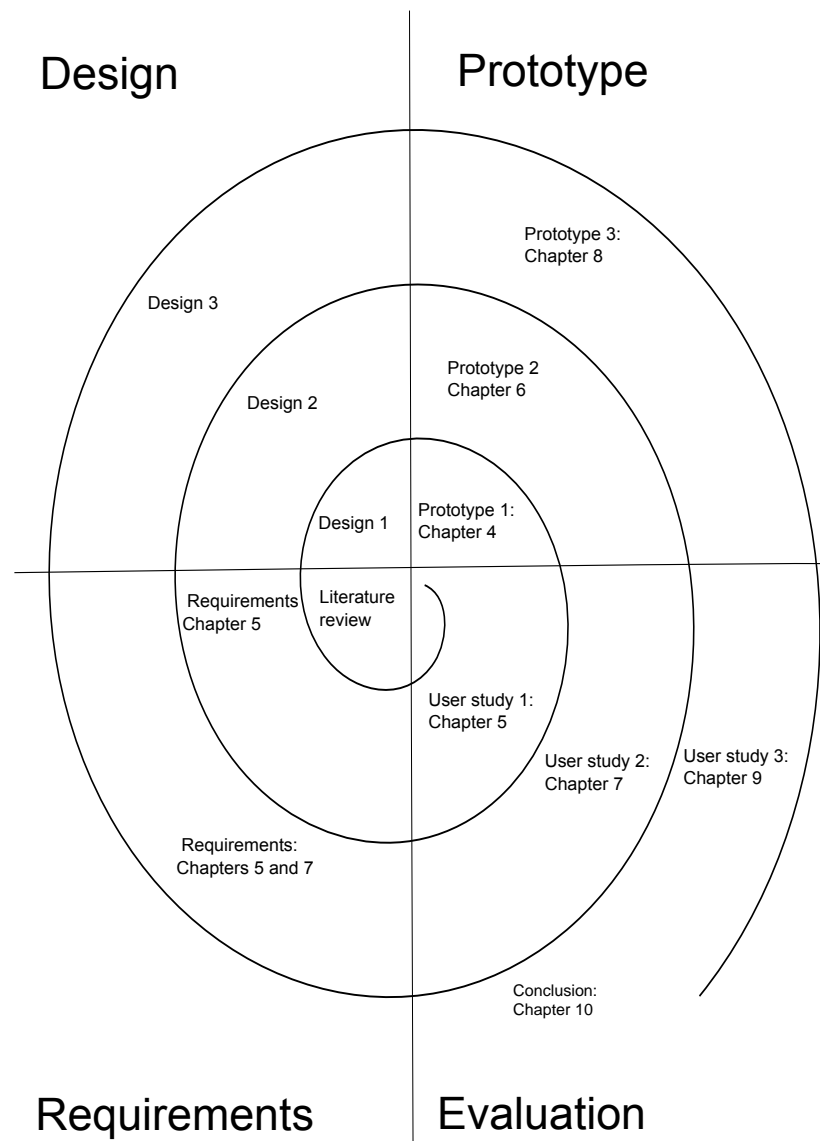 Design
Prototype
Prototype 3:
Chapter 8
Design 3
Prototype 2
Chapter 6
Design 2
Design 1
Prototype 1:
Chapter 4
Requirements
Chapter 5
Literature
review
User study 1:
Chapter 5
User study 2:
Chapter 7
User study 3:
Chapter 9
Requirements:
Chapters 5 and 7
Conclusion:
Chapter 10
Requirements
Evaluation